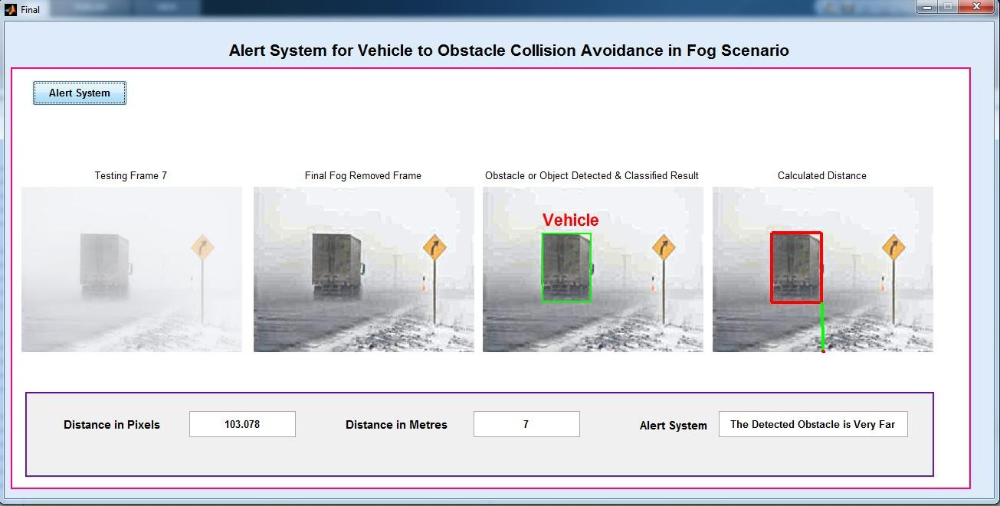 Final
Alert System for Vehicle to Obstacle Collision Avoidance in Fog Scenario
Alert System
Testing Frame 7
Final Fog Removed Frame
Obstacle or Object Detected & Classified Result
Calculated Distance
Vehicle
Distance in Pixels
103.078
Distance in Metres
7
Alert System
The Detected Obstacle is Very Far